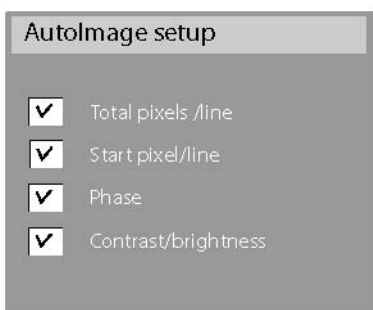 AutoImage setup
Total pixels /line
Start pixel/line
Phase
Contrast/brightness